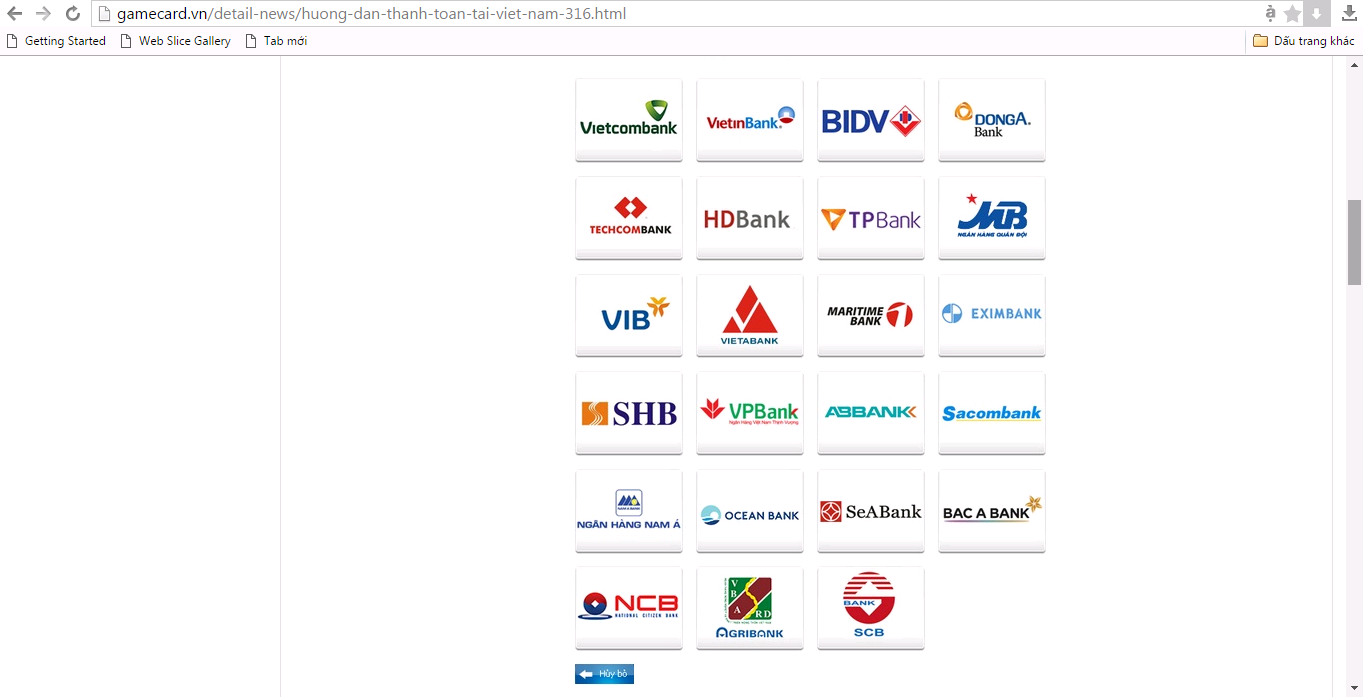 gamecard.vn/detail-news/huong-dan-thanh-toan-tai-viet-nam-316.html
Getting Started Web Slice Gallery Tab mới Dấu trang khác
Vietcombank VietinBank BIDV DONGA. Bank
TECHCOMBANK HDBank TPBank MB NGÂN HÀNG QUÂN ĐỘI
VIB VIETABANK MARITIME BANK EXIMBANK
SHB VPBank Ngân Hàng Việt Nam Thịnh Vượng ABBANK Sacombank
NAM A BANK NGÂN HÀNG NAM Á OCEAN BANK SeABank BAC A BANK
NCB NATIONAL CITIZEN BANK VBARD AGRIBANK BANK SCB
Hủy bỏ